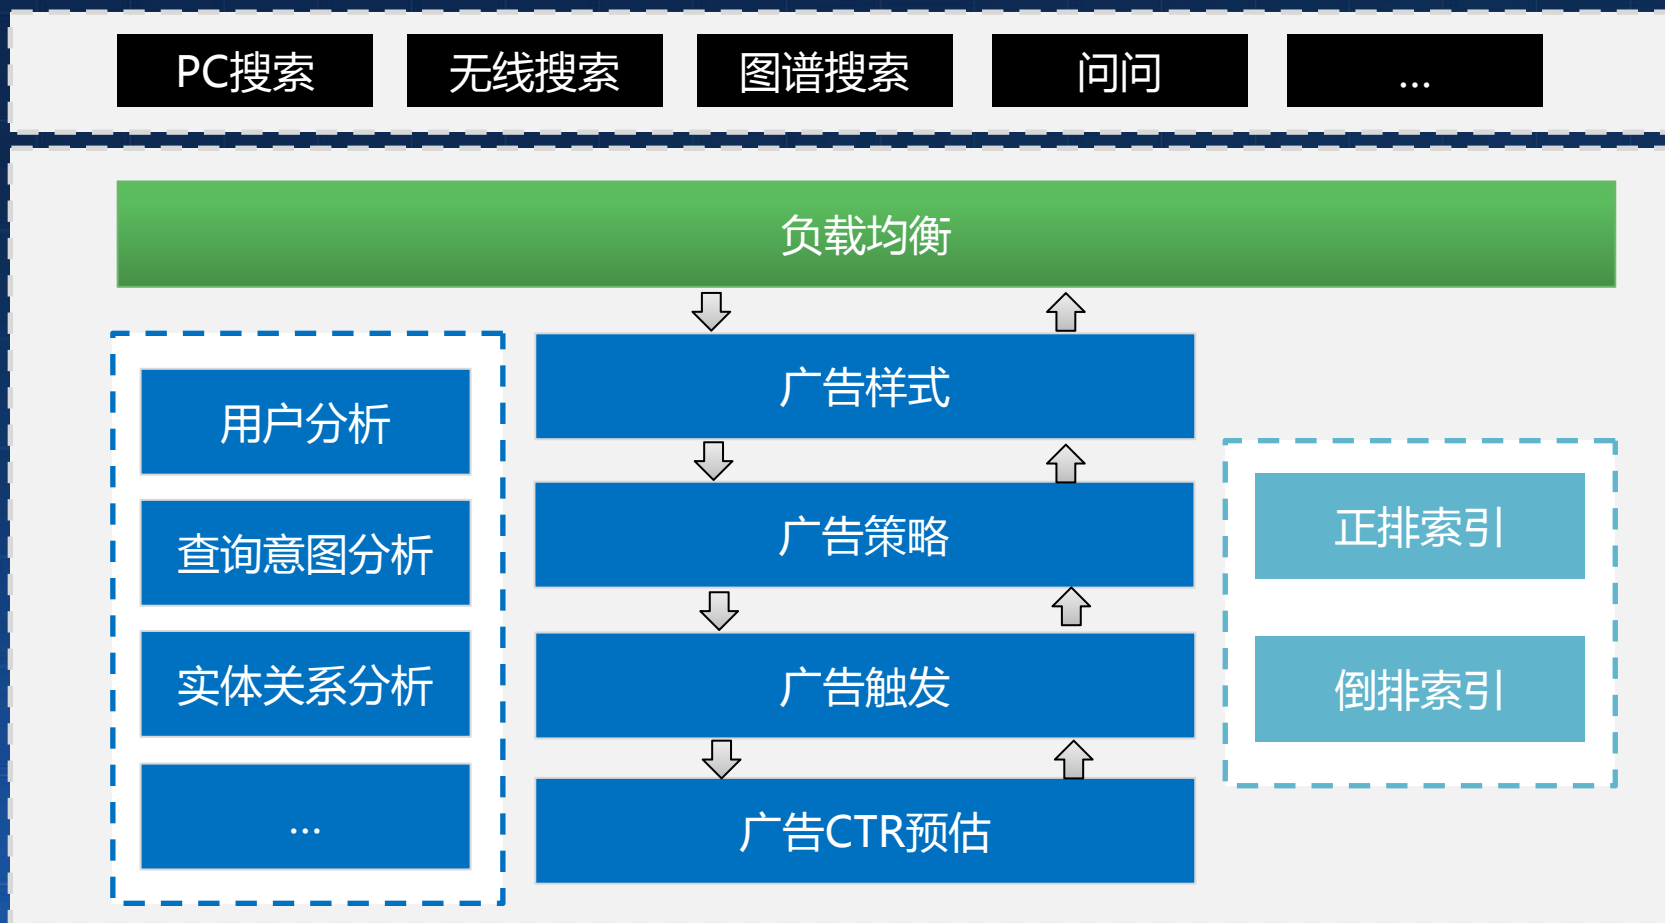 PC搜索
无线搜索
图谱搜索
问问
...
负载均衡
用户分析
查询意图分析
实体关系分析
...
广告样式
广告策略
广告触发
广告CTR预估
正排索引
倒排索引